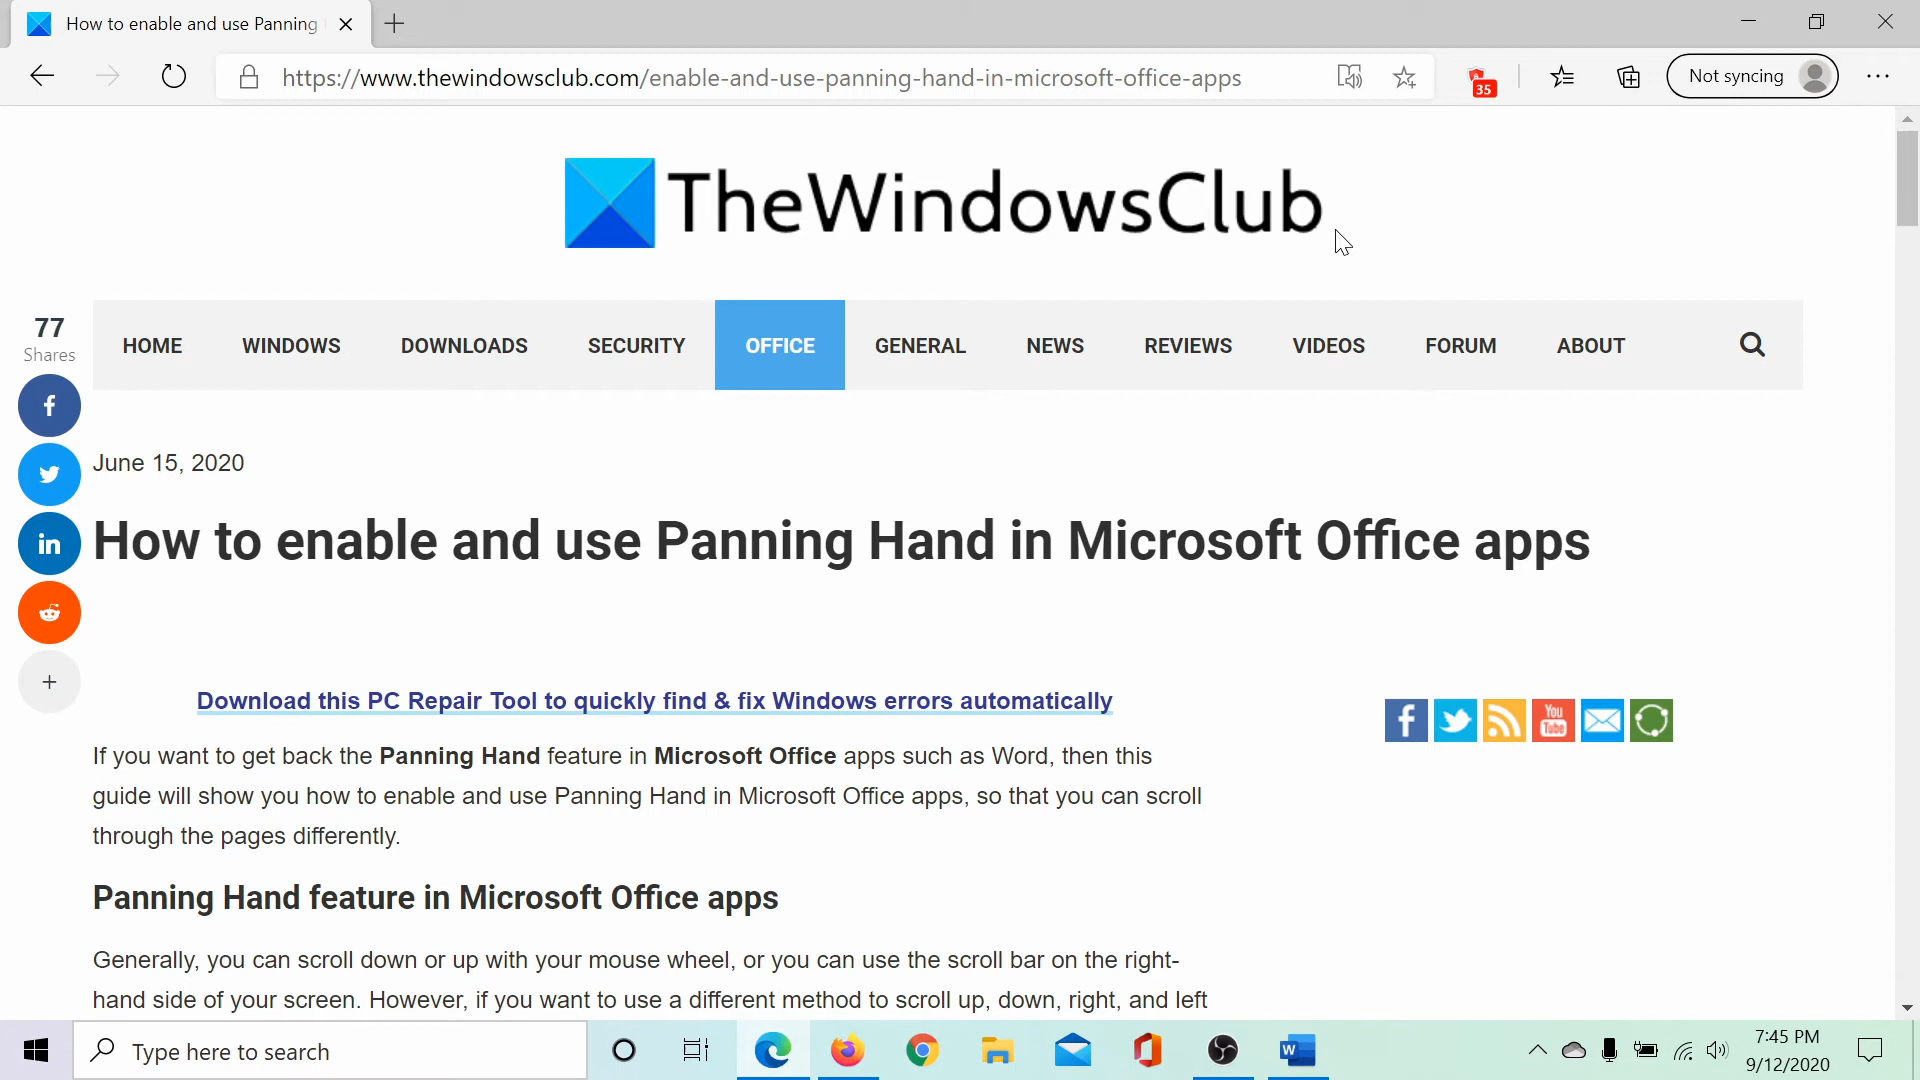 How to enable and use Panning
https://www.thewindowsclub.com/enable-and-use-panning-hand-in-microsoft-office-apps
35
Not syncing
TheWindowsClub
77
Shares
HOME WINDOWS DOWNLOADS SECURITY OFFICE GENERAL NEWS REVIEWS VIDEOS FORUM ABOUT
June 15, 2020
How to enable and use Panning Hand in Microsoft Office apps
Download this PC Repair Tool to quickly find & fix Windows errors automatically
You
Tube
If you want to get back the Panning Hand feature in Microsoft Office apps such as Word, then this
guide will show you how to enable and use Panning Hand in Microsoft Office apps, so that you can scroll
through the pages differently.
Panning Hand feature in Microsoft Office apps
Generally, you can scroll down or up with your mouse wheel, or you can use the scroll bar on the right-
hand side of your screen. However, if you want to use a different method to scroll up, down, right, and left
Type here to search
7:45 PM
9/12/2020